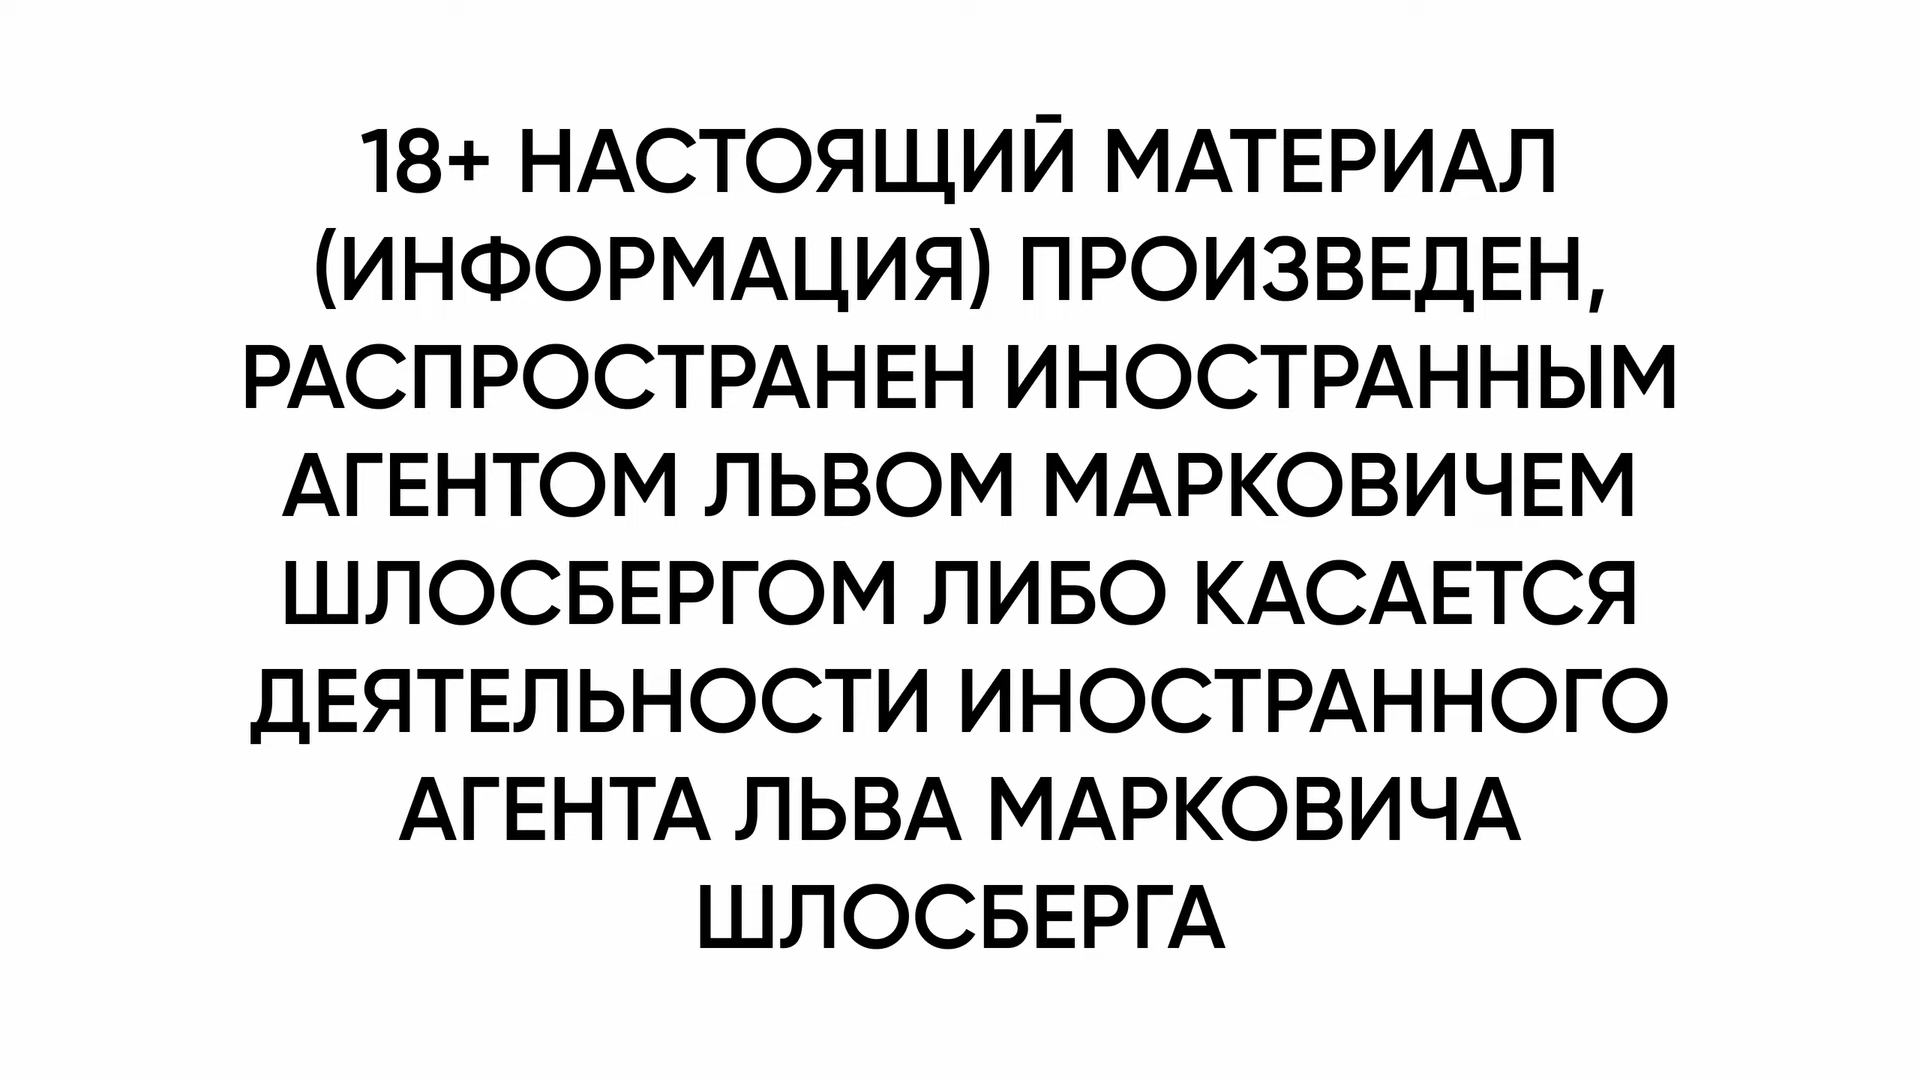 18+ НАСТОЯЩИЙ МАТЕРИАЛ
(ИНФОРМАЦИЯ) ПРОИЗВЕДЕН,
РАСПРОСТРАНЕН ИНОСТРАННЫМ
АГЕНТОМ ЛЬВОМ МАРКОВИЧЕМ
ШЛОСБЕРГОМ ЛИБО КАСАЕТСЯ
ДЕЯТЕЛЬНОСТИ ИНОСТРАННОГО
АГЕНТА ЛЬВА МАРКОВИЧА
ШЛОСБЕРГА